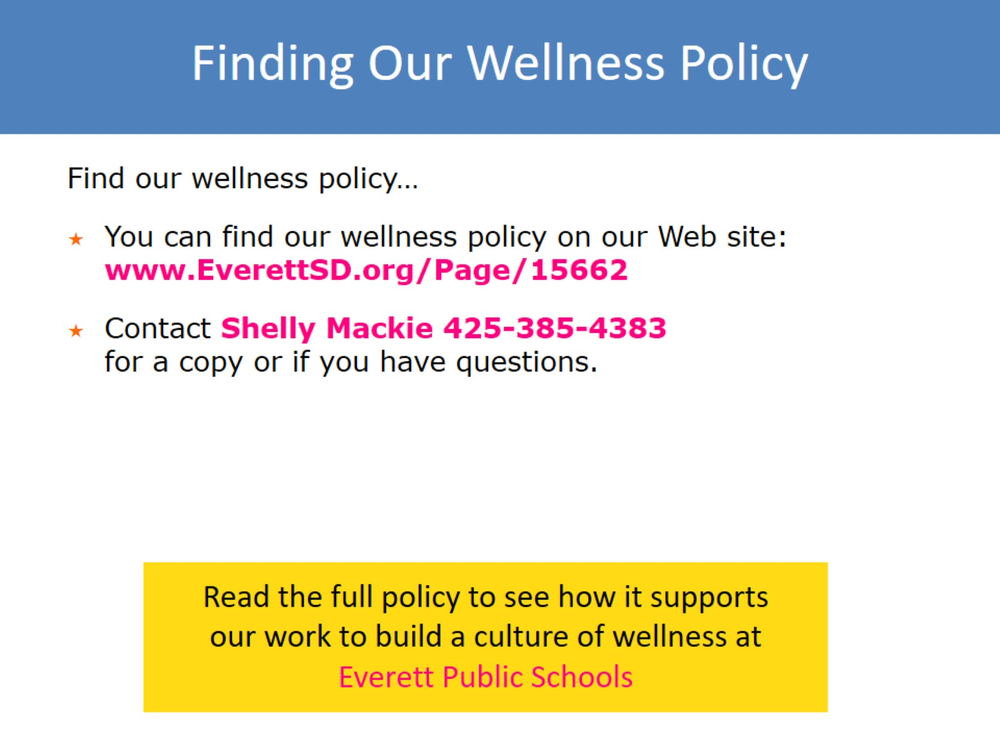 Finding Our Wellness Policy
Find our wellness policy...
★ You can find our wellness policy on our Web site:
www.EverettSD.org/Page/15662
★ Contact Shelly Mackie 425-385-4383
for a copy or if you have questions.
Read the full policy to see how it supports
our work to build a culture of wellness at
Everett Public Schools